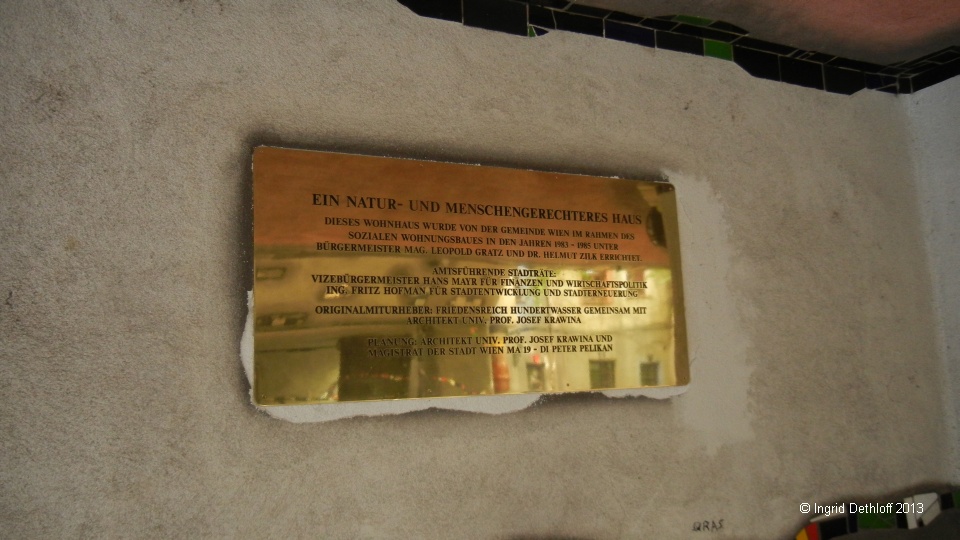 EIN NATUR- UND MENSCHENGERECHTERES HAUS
DIESES WOHNHAUS WURDE VON DER GEMEINDE WIEN IM RAHMEN DES
SOZIALEN WOHNUNGSBAUES IN DEN JAHREN 1983 - 1985 UNTER
BÜRGERMEISTER MAG. LEOPOLD GRATZ UND DR. HELMUT ZILK ERRICHTET.
AMTSFÜHRENDE STADTRÄTE:
VIZEBÜRGERMEISTER HANS MAYR FÜR FINANZEN UND WIRTSCHAFTSPOLITIK
ING. FRITZ HOFMAN FÜR STADTENTWICKLUNG UND STADTERNEUERUNG
ORIGINALMITURHEBER: FRIEDENSREICH HUNDERTWASSER GEMEINSAM MIT
ARCHITEKT UNIV. PROF. JOSEF KRAWINA
PLANUNG: ARCHITEKT UNIV. PROF. JOSEF KRAWINA UND
MAGISTRAT DER STADT WIEN MA 19 - DI PETER PELIKAN
© Ingrid Dethloff 2013